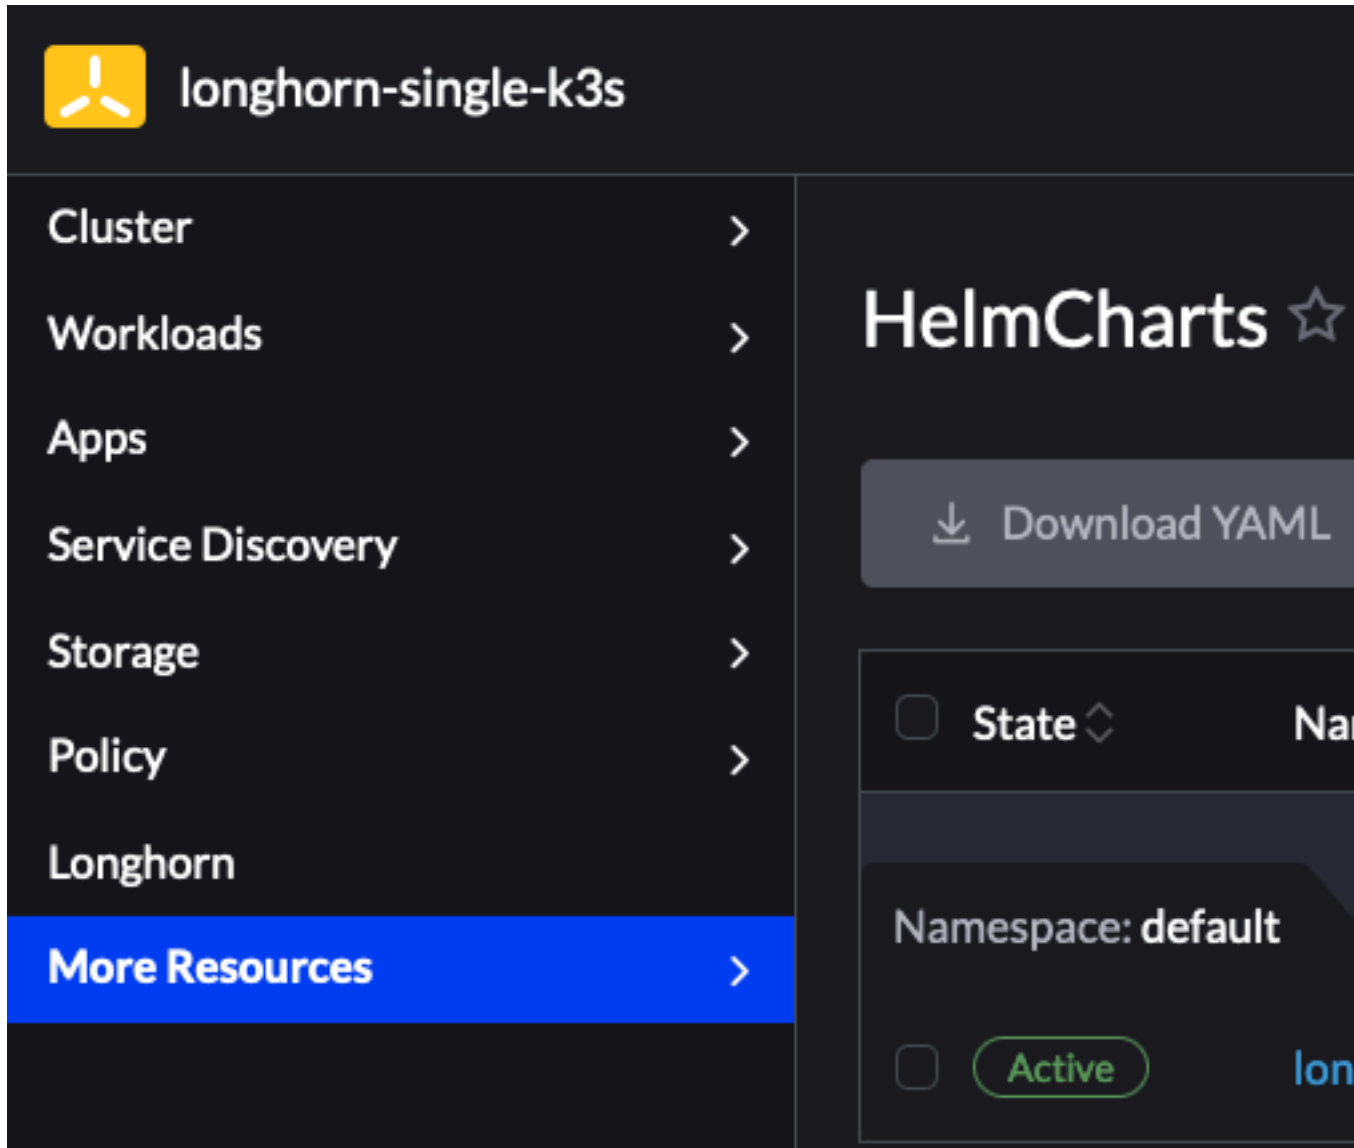 longhorn-single-k3s
Cluster
Workloads
Apps
Service Discovery
Storage
Policy
Longhorn
More Resources
HelmCharts
Download YAML
State
Namespace: default
Active